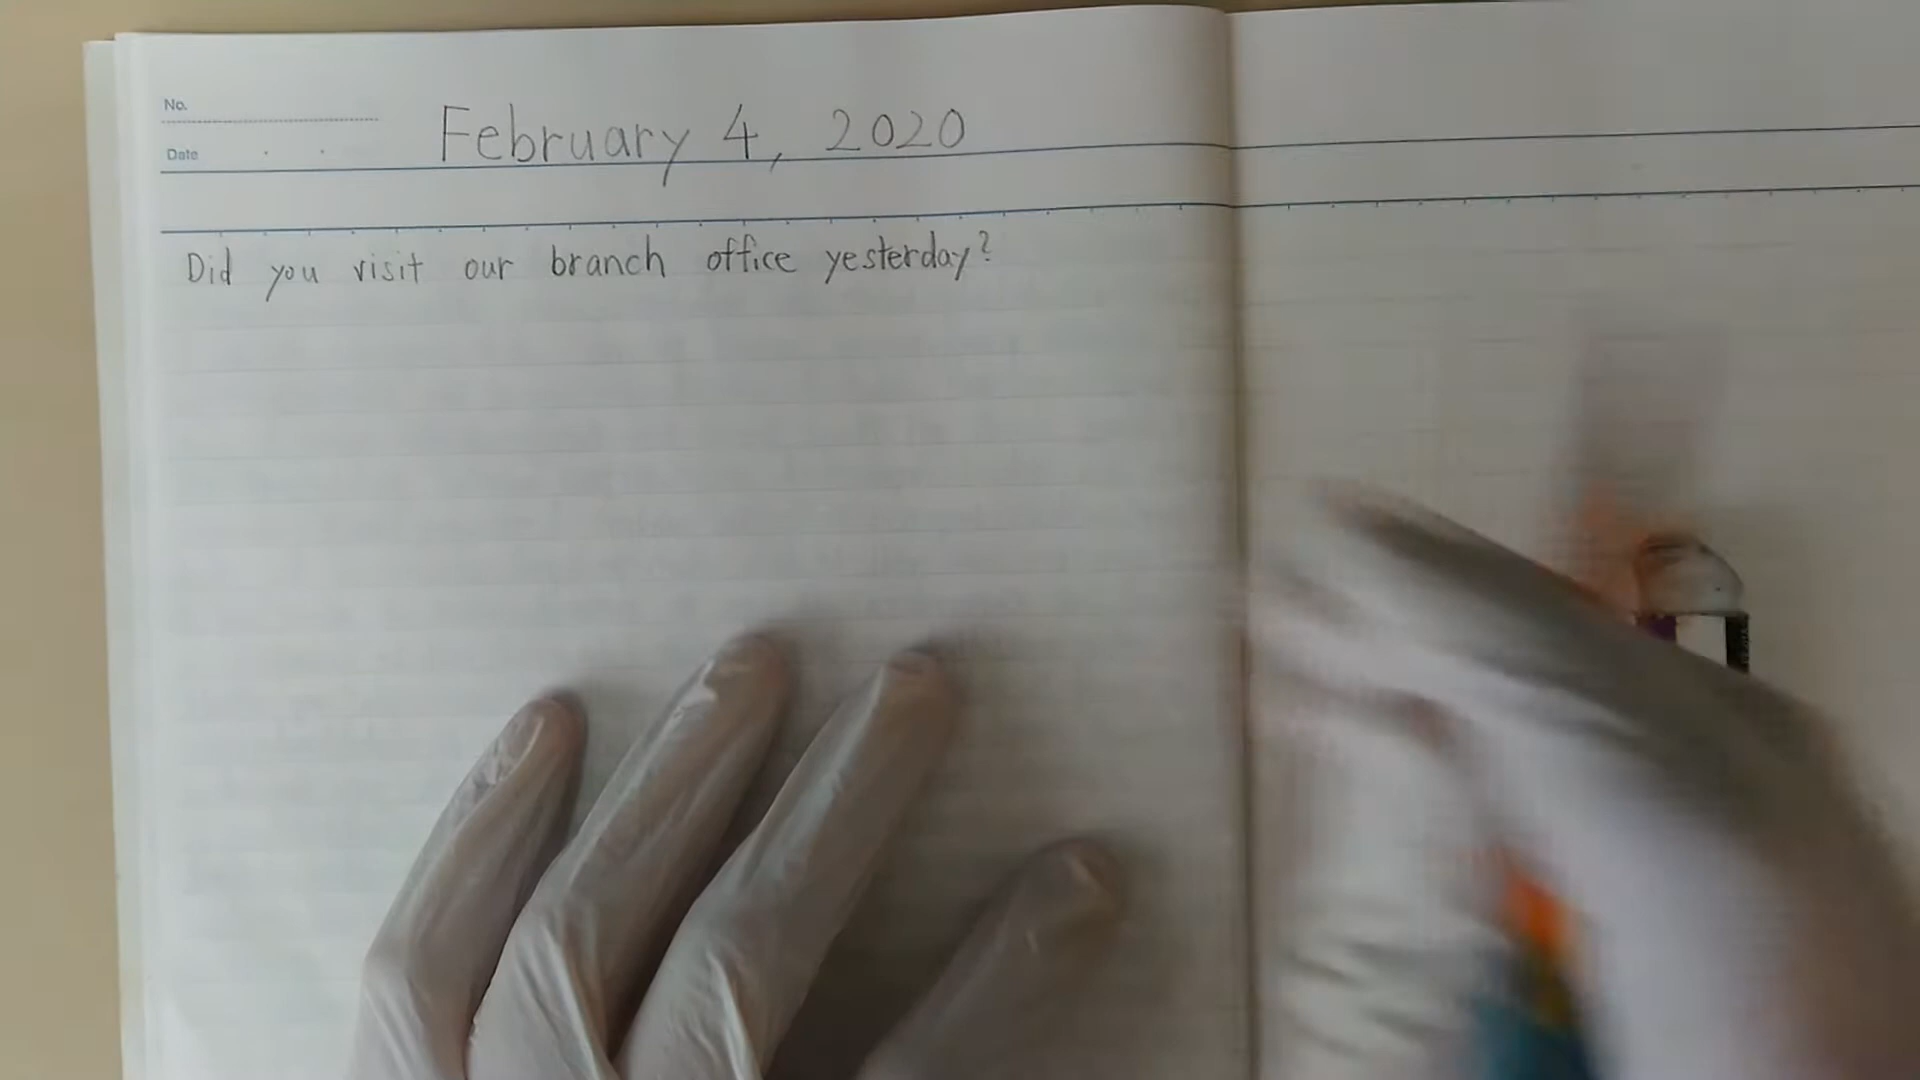 No.
February 4, 2020
Date
Did you visit our branch office yesterday?